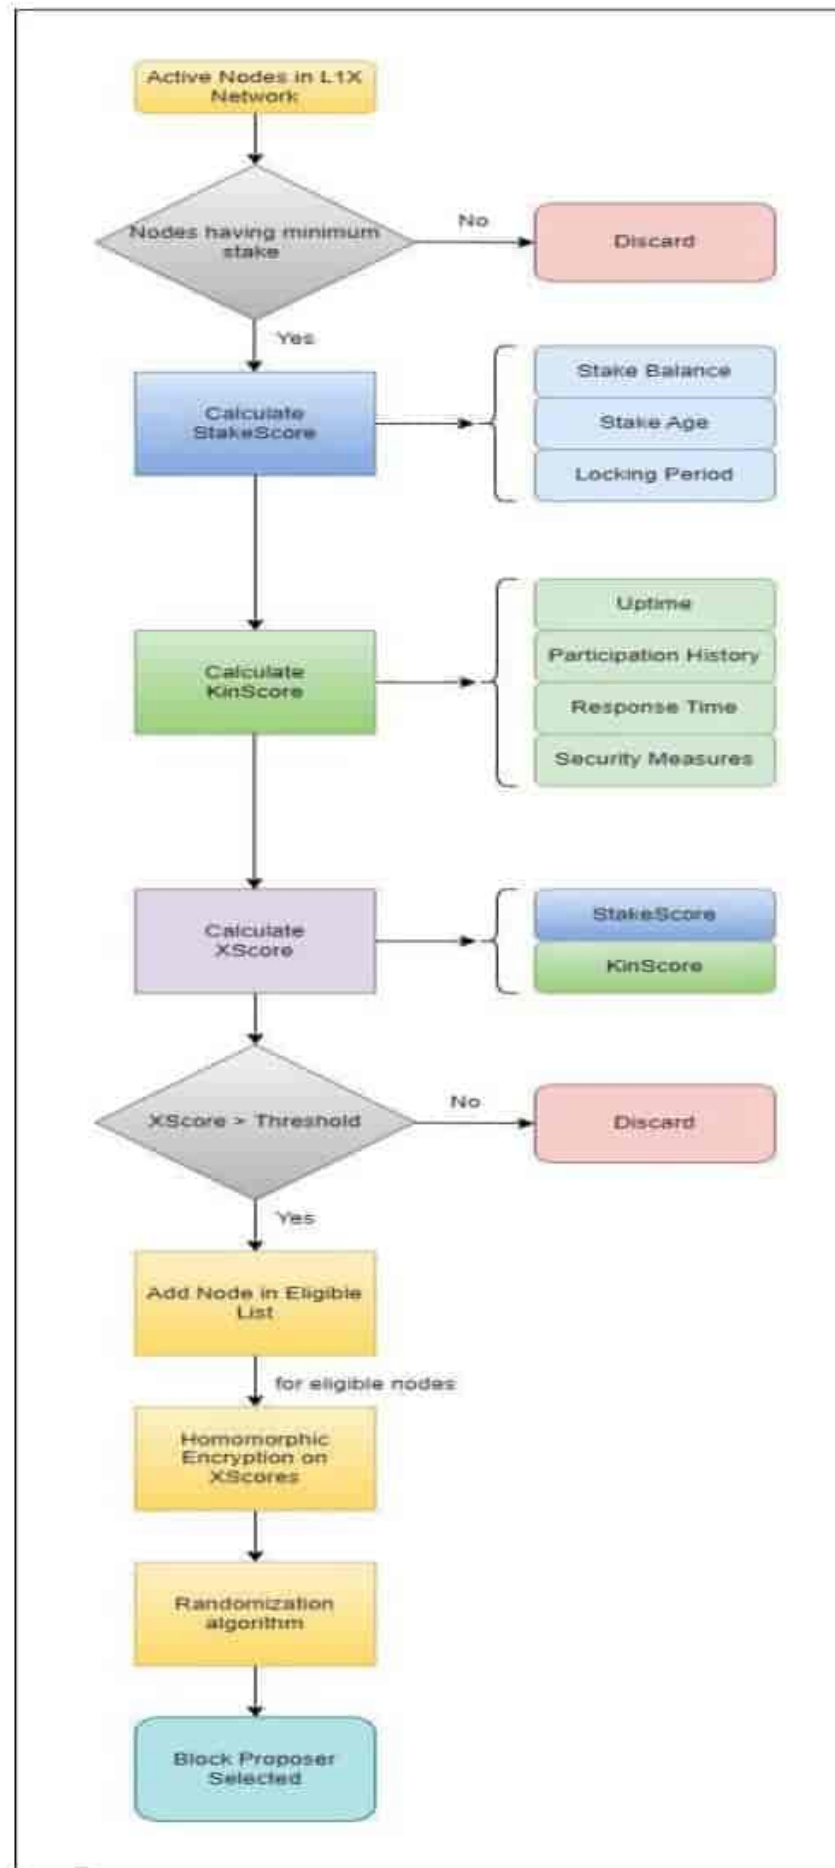 Active Nodes in L1X
Network
Nodes having minimum
stake
No
Discard
Yes
Calculate
StakeScore
Stake Balance
Stake Age
Locking Period
Calculate
KinScore
Uptime
Participation History
Response Time
Security Measures
Calculate
XScore
StakeScore
KinScore
XScore > Threshold
No
Discard
Yes
Add Node in Eligible
List
for eligible nodes
Homomorphic
Encryption on
XScores
Randomization
algorithm
Block Proposer
Selected